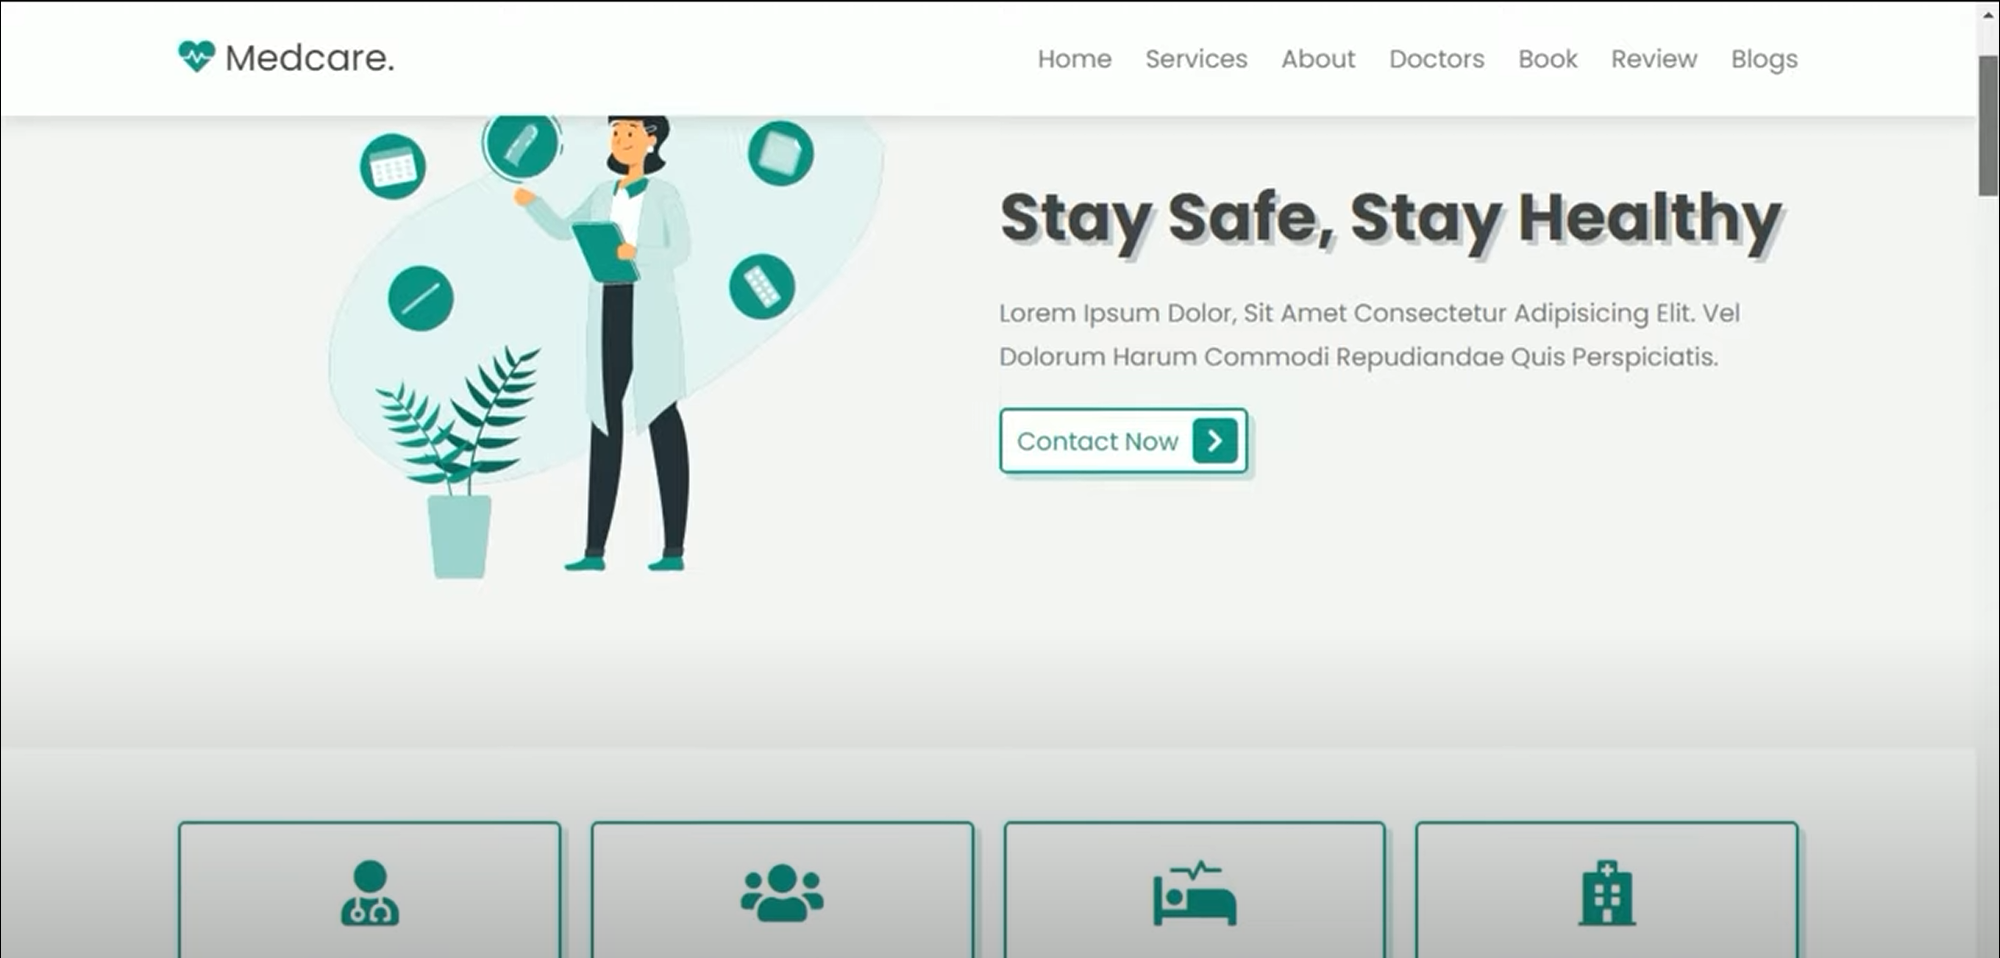 Medcare.
Home Services About Doctors Book Review Blogs
Stay Safe, Stay Healthy
Lorem Ipsum Dolor, Sit Amet Consectetur Adipisicing Elit. Vel
Dolorum Harum Commodi Repudiandae Quis Perspiciatis.
Contact Now